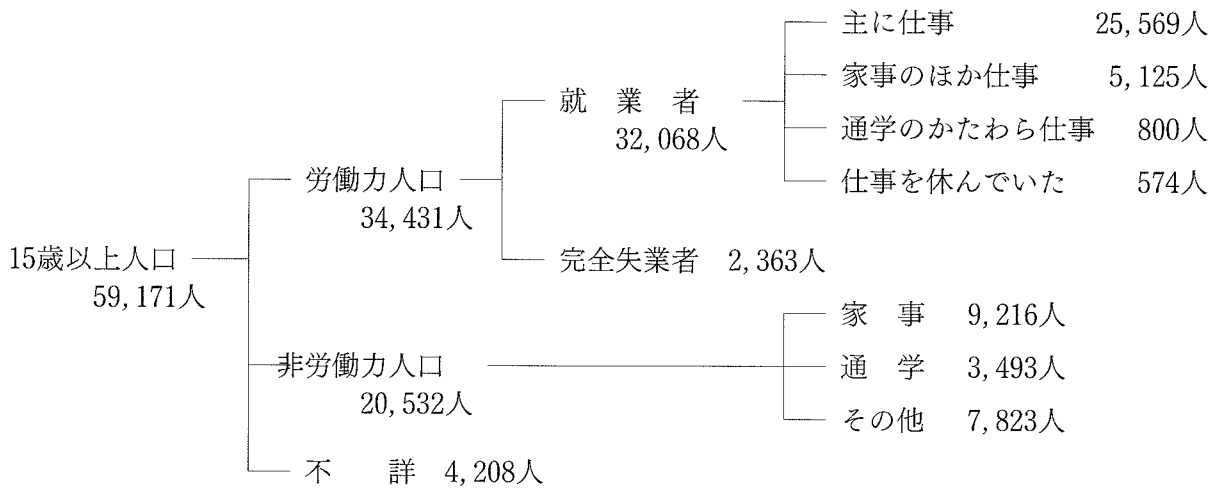 主に仕事 25,569人
家事のほか仕事 5,125人
就業者
通学のかたわら仕事 800人
32,068人
労働力人口
仕事を休んでいた 574人
34,431人
15歳以上人口
完全失業者 2,363人
59,171人
家事 9,216人
非労働力人口
通学 3,493人
20,532人
その他 7,823人
不詳 4,208人